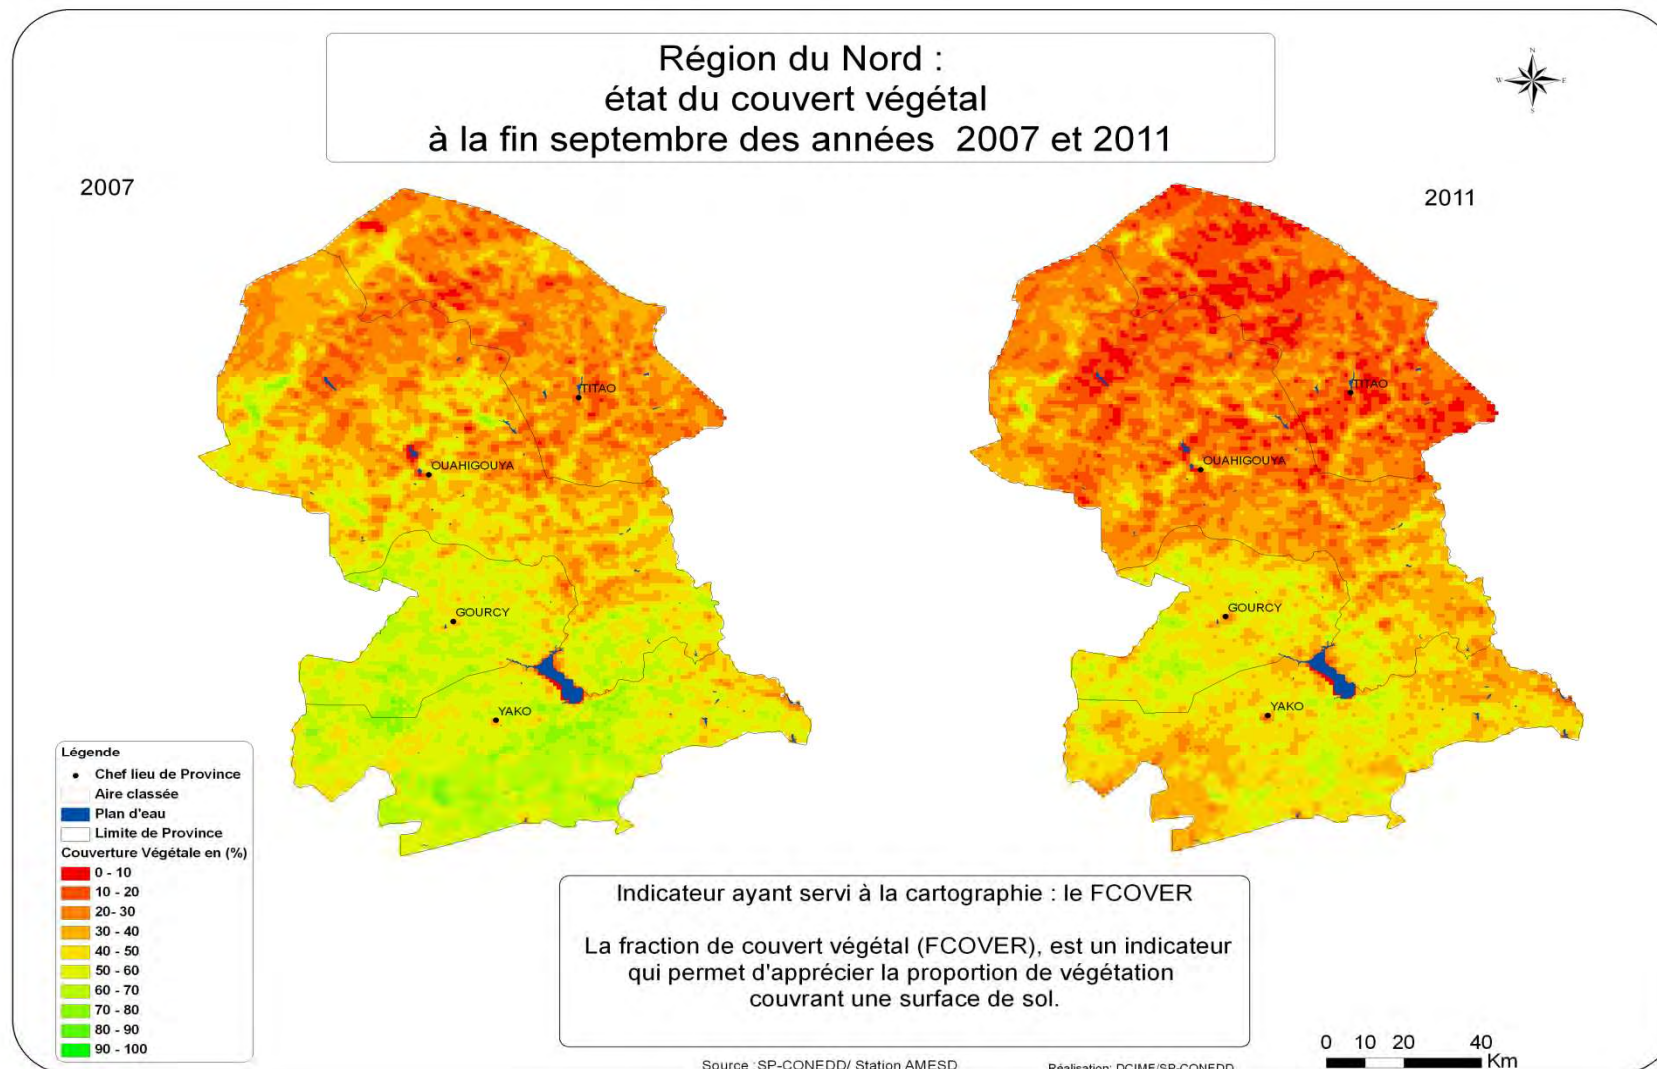 Région du Nord :
état du couvert végétal
à la fin septembre des années 2007 et 2011
N
W E
S
2007
2011
TITAO
OUAHIGOUYA
GOURCY
YAKO
TITAO
OUAHIGOUYA
GOURCY
YAKO
Légende
Chef lieu de Province
Aire classée
Plan d'eau
Limite de Province
Couverture Végétale en (%)
0 - 10
10 - 20
20- 30
30 - 40
40 - 50
50 - 60
60 - 70
70 - 80
80 - 90
90 - 100
Indicateur ayant servi à la cartographie : le FCOVER
La fraction de couvert végétal (FCOVER), est un indicateur
qui permet d'apprécier la proportion de végétation
couvrant une surface de sol.
0 10 20 40
Km
Source :SP-CONEDD/ Station AMESD
Réalisation: DCIME/SP-CONEDD